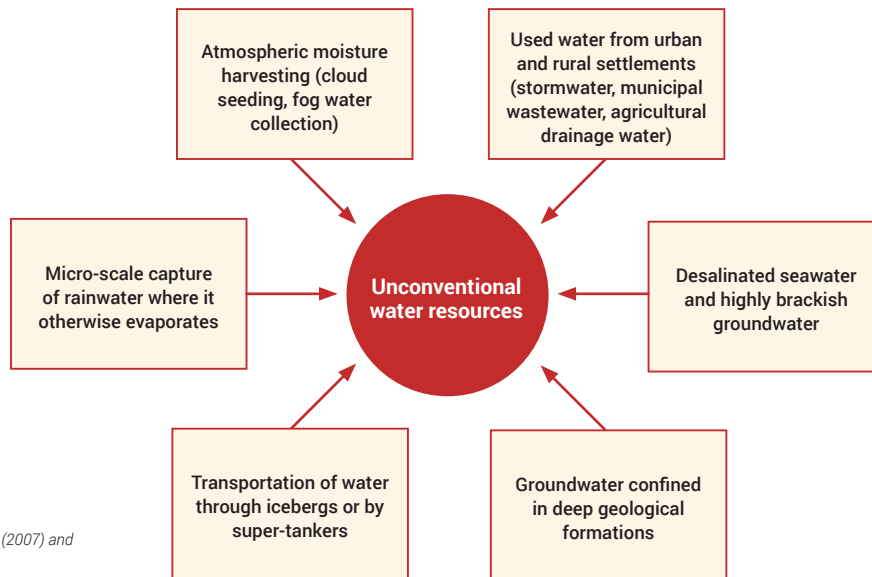 Atmospheric moisture
harvesting (cloud
seeding, fog water
collection)
Used water from urban
and rural settlements
(stormwater, municipal
wastewater, agricultural
drainage water)
Micro-scale capture
of rainwater where it
otherwise evaporates
Unconventional
water resources
Desalinated seawater
and highly brackish
groundwater
Transportation of water
through icebergs or by
super-tankers
Groundwater confined
in deep geological
formations
(2007) and